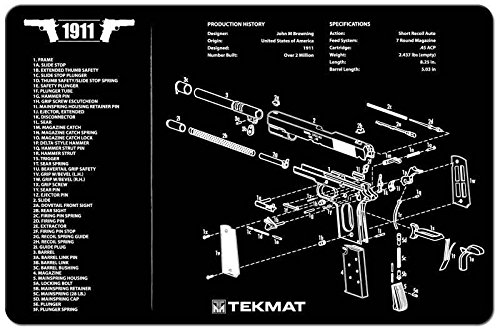 1911
1. FRAME
1A. SLIDE STOP
1B. EXTENDED THUMB SAFETY
1C. SLIDE STOP PLUNGER
1D. THUMB SAFETY/SLIDE STOP SPRING
1E. SAFETY PLUNGER
1F. PLUNGER TUBE
1G. HAMMER PIN
1H. GRIP SCREW ESCUTCHEON
1I. MAINSPRING HOUSING RETAINER PIN
1J. EJECTOR, EXTENDED
1K. DISCONNECTOR
1L. SEAR
1M. MAGAZINE CATCH
1N. MAGAZINE CATCH SPRING
1O. MAGAZINE CATCH LOCK
1P. DELTA STYLE HAMMER
1Q. HAMMER STRUT PIN
1R. HAMMER STRUT
1S. TRIGGER
1T. SEAR SPRING
1U. BEAVERTAIL GRIP SAFETY
1V. GRIP W/BEVEL (L.H.)
1W. GRIP W/BEVEL (R.H.)
1X. GRIP SCREW
1Y. SEAR PIN
1Z. EJECTOR PIN
2. SLIDE
2A. DOVETAIL FRONT SIGHT
2B. REAR SIGHT
2C. FIRING PIN SPRING
2D. FIRING PIN
2E. EXTRACTOR
2F. FIRING PIN STOP
2G. RECOIL SPRING GUIDE
2H. RECOIL SPRING
2I. GUIDE PLUG
3. BARREL
3A. BARREL LINK PIN
3B. BARREL LINK
3C. BARREL BUSHING
4. MAGAZINE
5. MAINSPRING HOUSING
5A. LOCKING BOLT
5B. MAINSPRING RETAINER
5C. MAINSPRING (28 LB.)
5D. MAINSPRING CAP
5E. PLUNGER
5F. PLUNGER SPRING
PRODUCTION HISTORY
Designer: John M Browning
Origin: United States of America
Designed: 1911
Number Built: Over 2 Million
SPECIFICATIONS
Action: Short Recoil Auto
Feed System: 7 Round Magazine
Cartridge: .45 ACP
Weight: 2.437 lbs (empty)
Length: 8.25 in.
Barrel Length: 5.03 in
TEKMAT